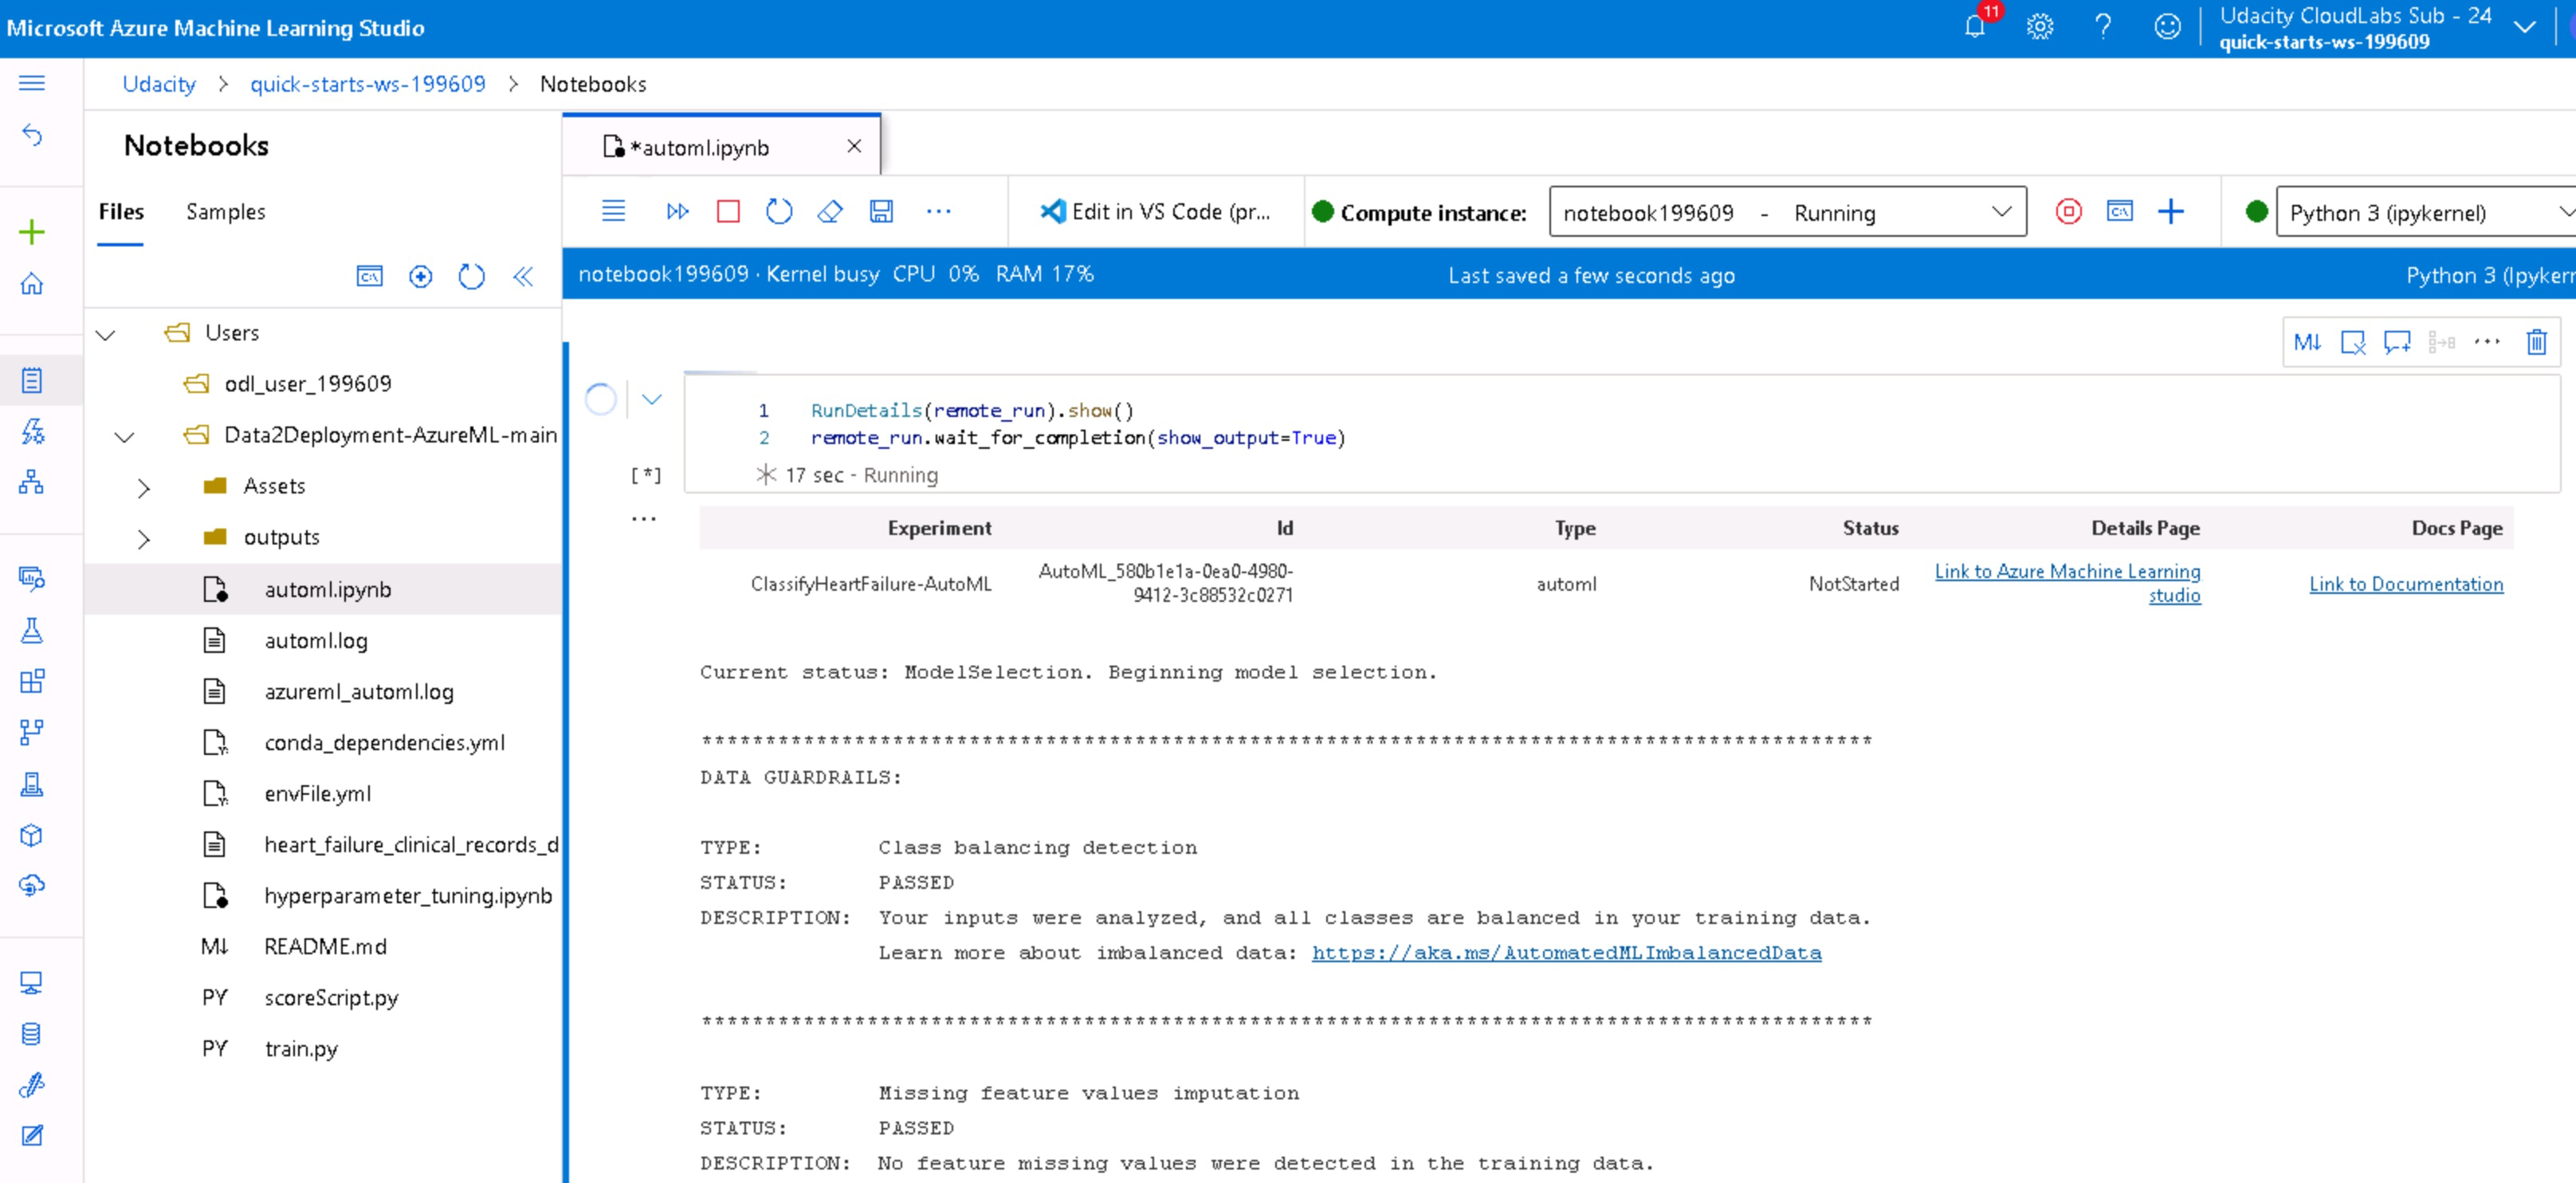 Microsoft Azure Machine Learning Studio
11
Udacity CloudLabs Sub - 24
quick-starts-ws-199609
Udacity > quick-starts-ws-199609 > Notebooks
Notebooks
*automl.ipynb
Files Samples
Edit in VS Code (pr...
Compute instance: notebook199609 - Running
Python 3 (ipykernel)
notebook199609 · Kernel busy CPU 0% RAM 17%
Last saved a few seconds ago
Python 3 (Ipykern
Users
odl_user_199609
Data2Deployment-AzureML-main
Assets
outputs
automl.ipynb
automl.log
azureml_automl.log
conda_dependencies.yml
envFile.yml
heart_failure_clinical_records_d
hyperparameter_tuning.ipynb
M↓ README.md
PY scoreScript.py
PY train.py
M↓
1 RunDetails(remote_run).show()
2 remote_run.wait_for_completion(show_output=True)
[*]
17 sec - Running
Experiment Id Type Status Details Page Docs Page
ClassifyHeartFailure-AutoML AutoML_580b1e1a-0ea0-4980-
9412-3c88532c0271 automl NotStarted Link to Azure Machine Learning
studio Link to Documentation
Current status: ModelSelection. Beginning model selection.
********************************************************************************************
DATA GUARDRAILS:
TYPE: Class balancing detection
STATUS: PASSED
DESCRIPTION: Your inputs were analyzed, and all classes are balanced in your training data.
Learn more about imbalanced data: https://aka.ms/AutomatedMLImbalancedData
********************************************************************************************
TYPE: Missing feature values imputation
STATUS: PASSED
DESCRIPTION: No feature missing values were detected in the training data.